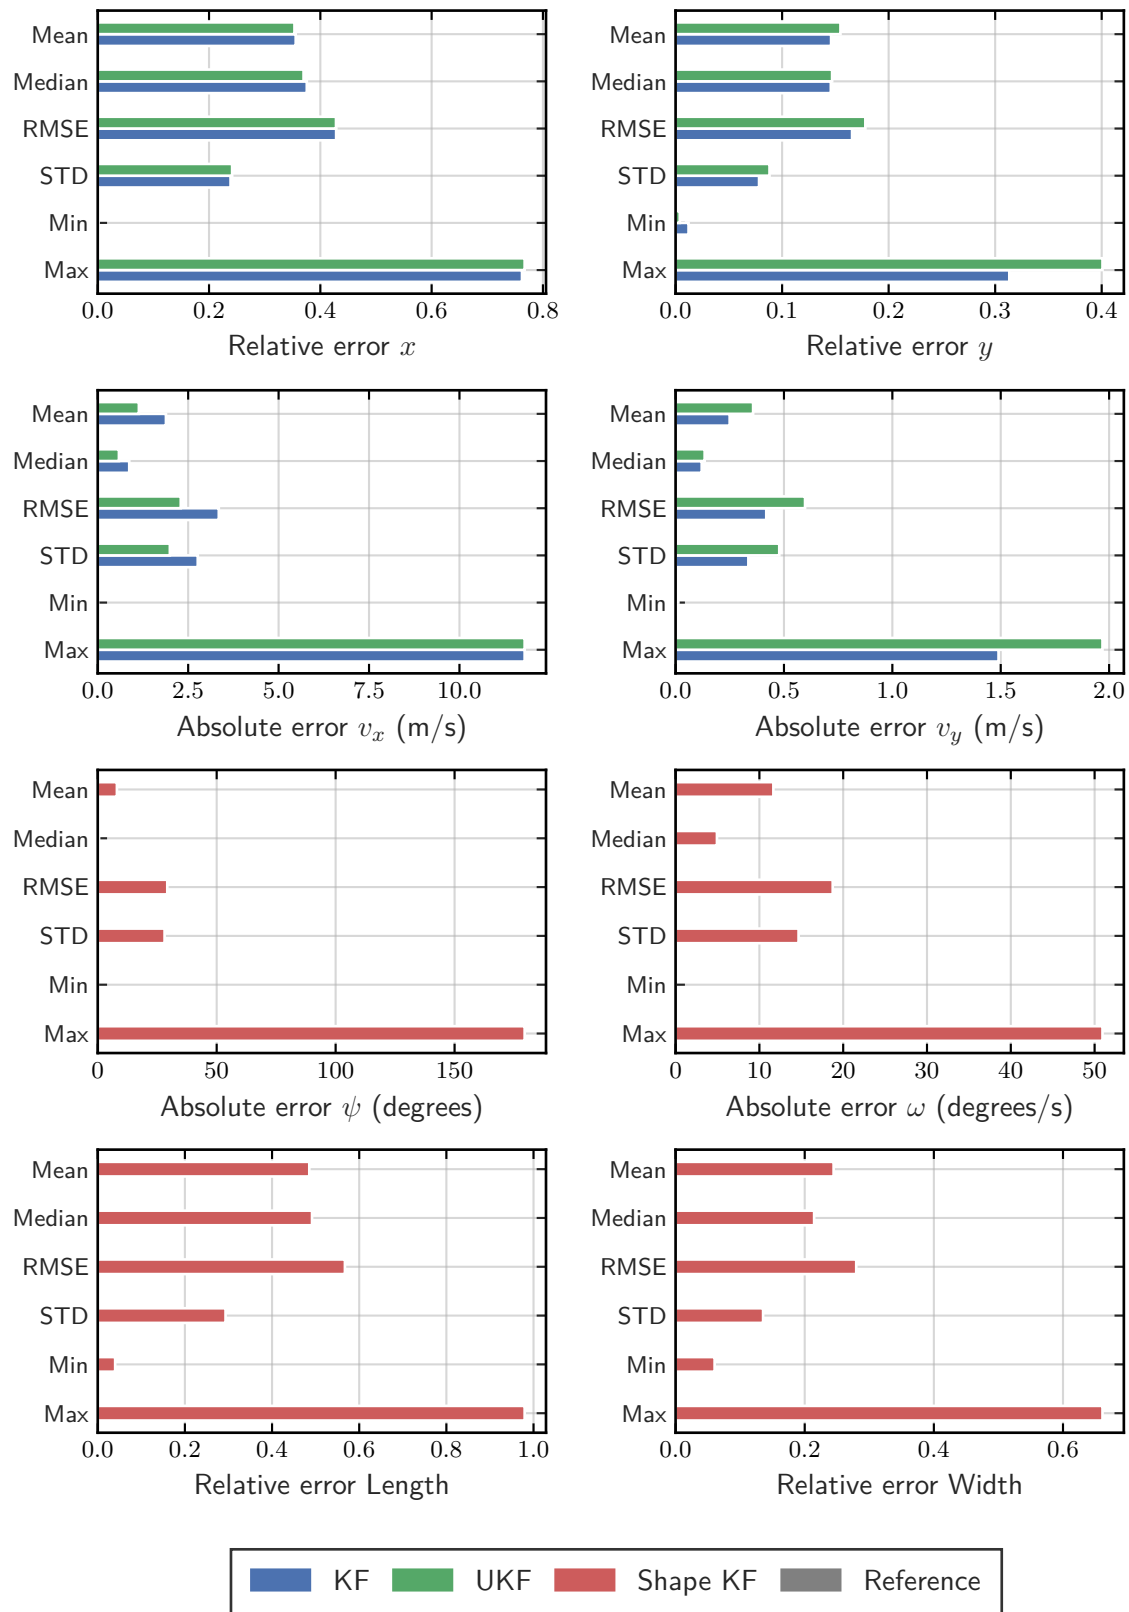 Mean
Median
RMSE
STD
Min
Max
0.0 0.2 0.4 0.6 0.8
Relative error x
Mean
Median
RMSE
STD
Min
Max
0.0 0.1 0.2 0.3 0.4
Relative error y
Mean
Median
RMSE
STD
Min
Max
0.0 2.5 5.0 7.5 10.0
Absolute error v_x (m/s)
Mean
Median
RMSE
STD
Min
Max
0.0 0.5 1.0 1.5 2.0
Absolute error v_y (m/s)
Mean
Median
RMSE
STD
Min
Max
0 50 100 150
Absolute error ψ (degrees)
Mean
Median
RMSE
STD
Min
Max
0 10 20 30 40 50
Absolute error ω (degrees/s)
Mean
Median
RMSE
STD
Min
Max
0.0 0.2 0.4 0.6 0.8 1.0
Relative error Length
Mean
Median
RMSE
STD
Min
Max
0.0 0.2 0.4 0.6
Relative error Width
KF UKF Shape KF Reference